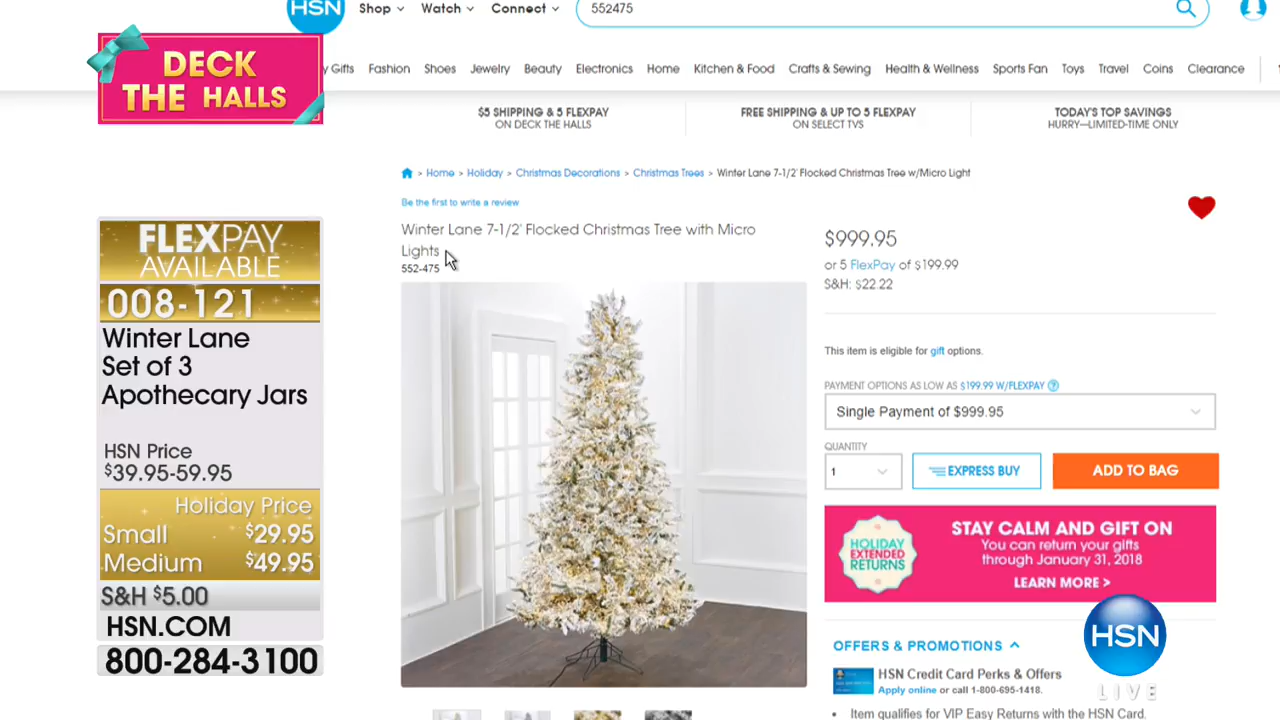 HSN
Shop
Watch
Connect
552475
DECK
THE HALLS
y Gifts
Fashion
Shoes
Jewelry
Beauty
Electronics
Home
Kitchen & Food
Crafts & Sewing
Health & Wellness
Sports Fan
Toys
Travel
Coins
Clearance
$5 SHIPPING & 5 FLEXPAY
ON DECK THE HALLS
FREE SHIPPING & UP TO 5 FLEXPAY
ON SELECT TVS
TODAY'S TOP SAVINGS
HURRY—LIMITED-TIME ONLY
> Home > Holiday > Christmas Decorations > Christmas Trees > Winter Lane 7-1/2' Flocked Christmas Tree w/Micro Light
Be the first to write a review
Winter Lane 7-1/2' Flocked Christmas Tree with Micro
Lights
552-475
$999.95
or 5 FlexPay of $199.99
S&H: $22.22
This item is eligible for gift options.
PAYMENT OPTIONS AS LOW AS $199.99 W/FLEXPAY ?
Single Payment of $999.95
QUANTITY
1
EXPRESS BUY
ADD TO BAG
HOLIDAY
EXTENDED
RETURNS
STAY CALM AND GIFT ON
You can return your gifts
through January 31, 2018
LEARN MORE >
OFFERS & PROMOTIONS
HSN Credit Card Perks & Offers
Apply online or call 1-800-695-1418.
• Item qualifies for VIP Easy Returns with the HSN Card.
FLEXPAY
AVAILABLE
008-121
Winter Lane
Set of 3
Apothecary Jars
HSN Price
$39.95-59.95
Holiday Price
Small $29.95
Medium $49.95
S&H $5.00
HSN.COM
800-284-3100
HSN
LIVE